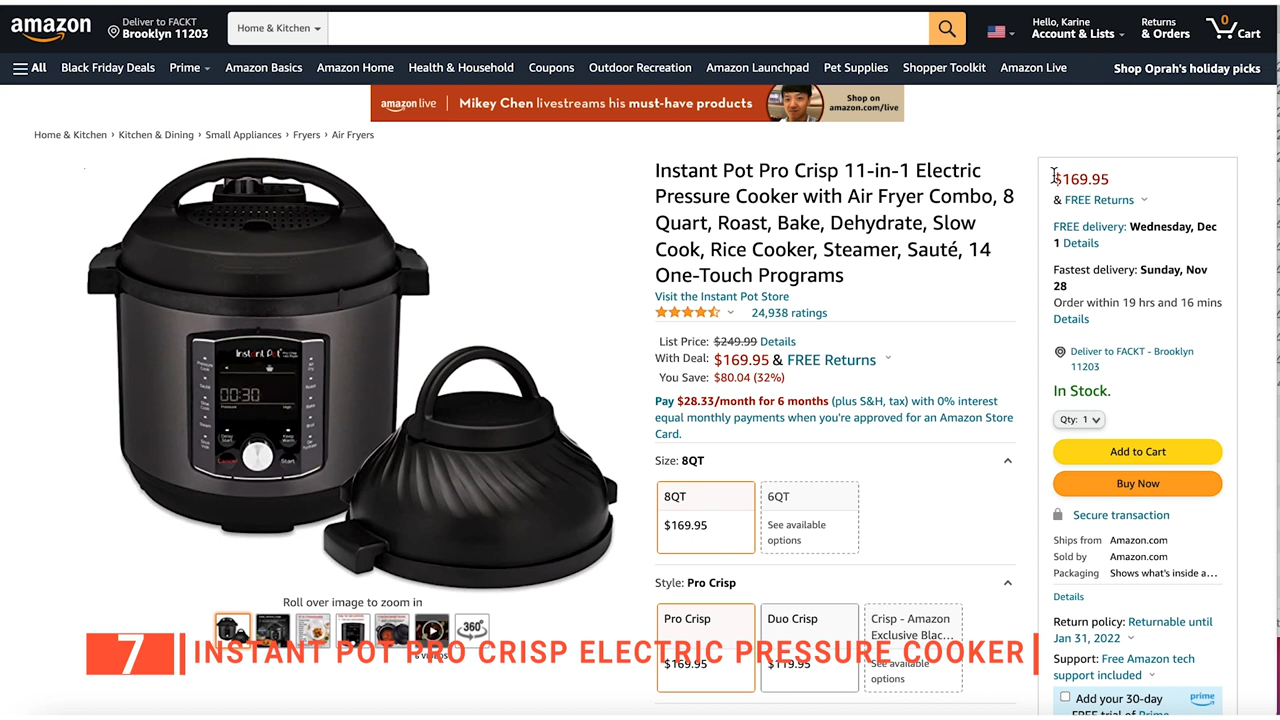 amazon
Deliver to FACKT
Brooklyn 11203
Home & Kitchen
Hello, Karine
Account & Lists
Returns
& Orders
0
Cart
All
Black Friday Deals
Prime
Amazon Basics
Amazon Home
Health & Household
Coupons
Outdoor Recreation
Amazon Launchpad
Pet Supplies
Shopper Toolkit
Amazon Live
Shop Oprah's holiday picks
amazon live
Mikey Chen livestreams his must-have products
Shop on
amazon.com/live
Home & Kitchen › Kitchen & Dining › Small Appliances › Fryers › Air Fryers
Instant Pot
00:30
Cancel
Start
Roll over image to zoom in
360°
Instant Pot Pro Crisp 11-in-1 Electric
Pressure Cooker with Air Fryer Combo, 8
Quart, Roast, Bake, Dehydrate, Slow
Cook, Rice Cooker, Steamer, Sauté, 14
One-Touch Programs
Visit the Instant Pot Store
24,938 ratings
List Price: $249.99 Details
With Deal: $169.95 & FREE Returns
You Save: $80.04 (32%)
Pay $28.33/month for 6 months (plus S&H, tax) with 0% interest
equal monthly payments when you're approved for an Amazon Store
Card.
Size: 8QT
8QT
$169.95
6QT
See available
options
Style: Pro Crisp
Pro Crisp
$169.95
Duo Crisp
$119.95
Crisp - Amazon
Exclusive Blac...
See available
options
$169.95
& FREE Returns
FREE delivery: Wednesday, Dec
1 Details
Fastest delivery: Sunday, Nov
28
Order within 19 hrs and 16 mins
Details
Deliver to FACKT - Brooklyn
11203
In Stock.
Qty: 1
Add to Cart
Buy Now
Secure transaction
Ships from Amazon.com
Sold by Amazon.com
Packaging Shows what's inside a...
Details
Return policy: Returnable until
Jan 31, 2022
Support: Free Amazon tech
support included
Add your 30-day
FREE trial of Prime
prime
7
INSTANT POT PRO CRISP ELECTRIC PRESSURE COOKER